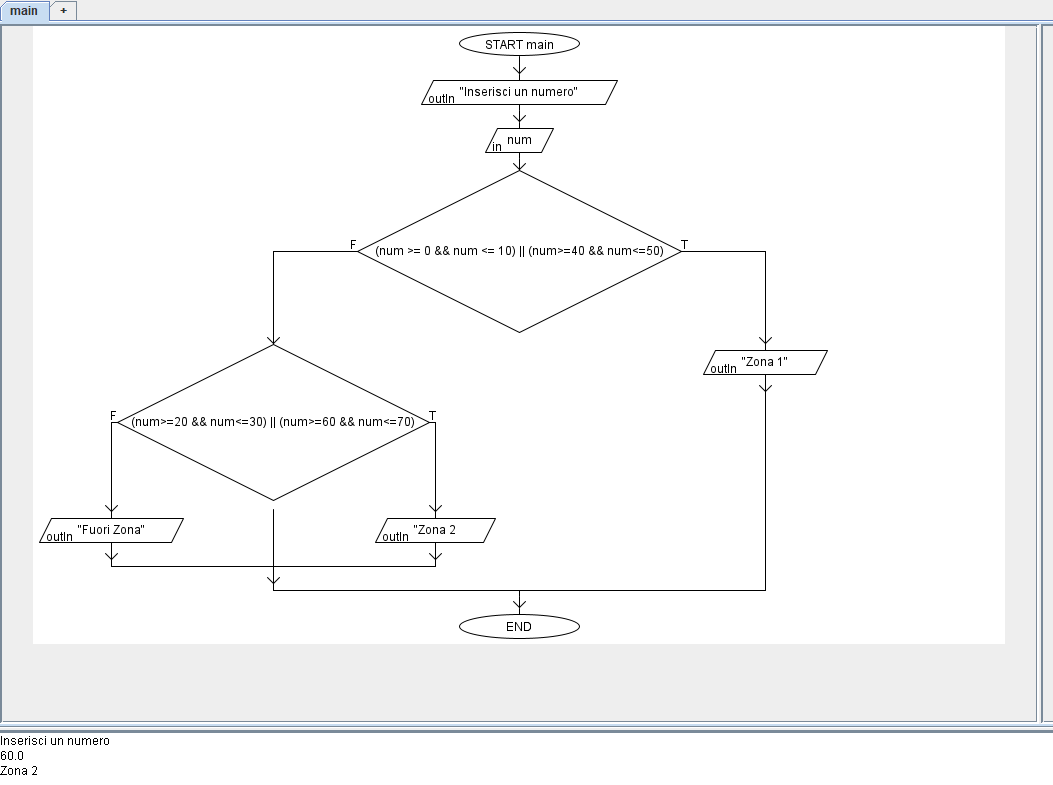 main +
START main
outln "Inserisci un numero"
in num
F (num >= 0 && num <= 10) || (num>=40 && num<=50) T
outln "Zona 1"
F (num>=20 && num<=30) || (num>=60 && num<=70) T
outln "Fuori Zona" outln "Zona 2
END
Inserisci un numero
60.0
Zona 2